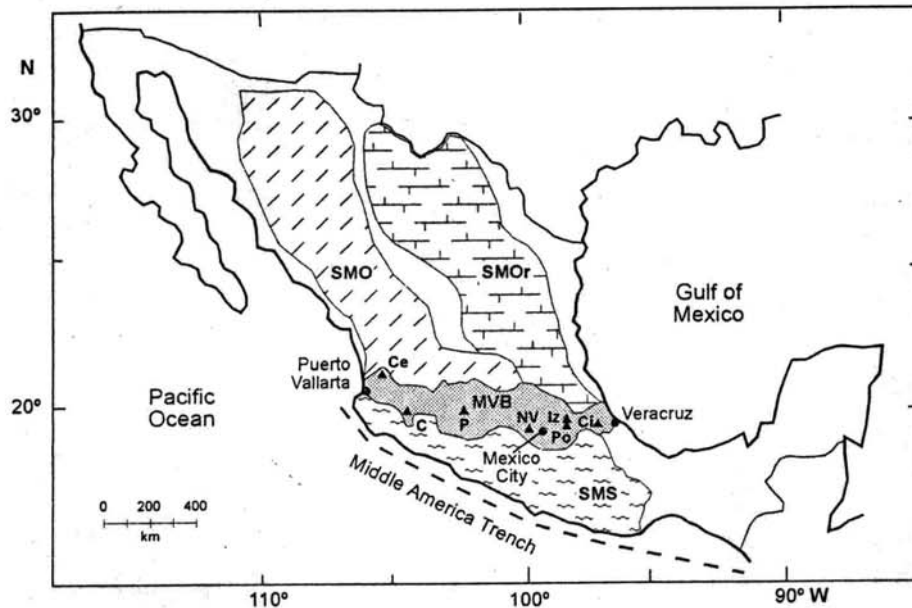 N
30°
20°
SMO
SMOr
Gulf of
Mexico
Ce
Puerto
Vallarta
Pacific
Ocean
MVB
C
P
NV
Iz
Po
Ci
Veracruz
Mexico
City
SMS
Middle America Trench
0 200 400
km
110°
100°
90° W